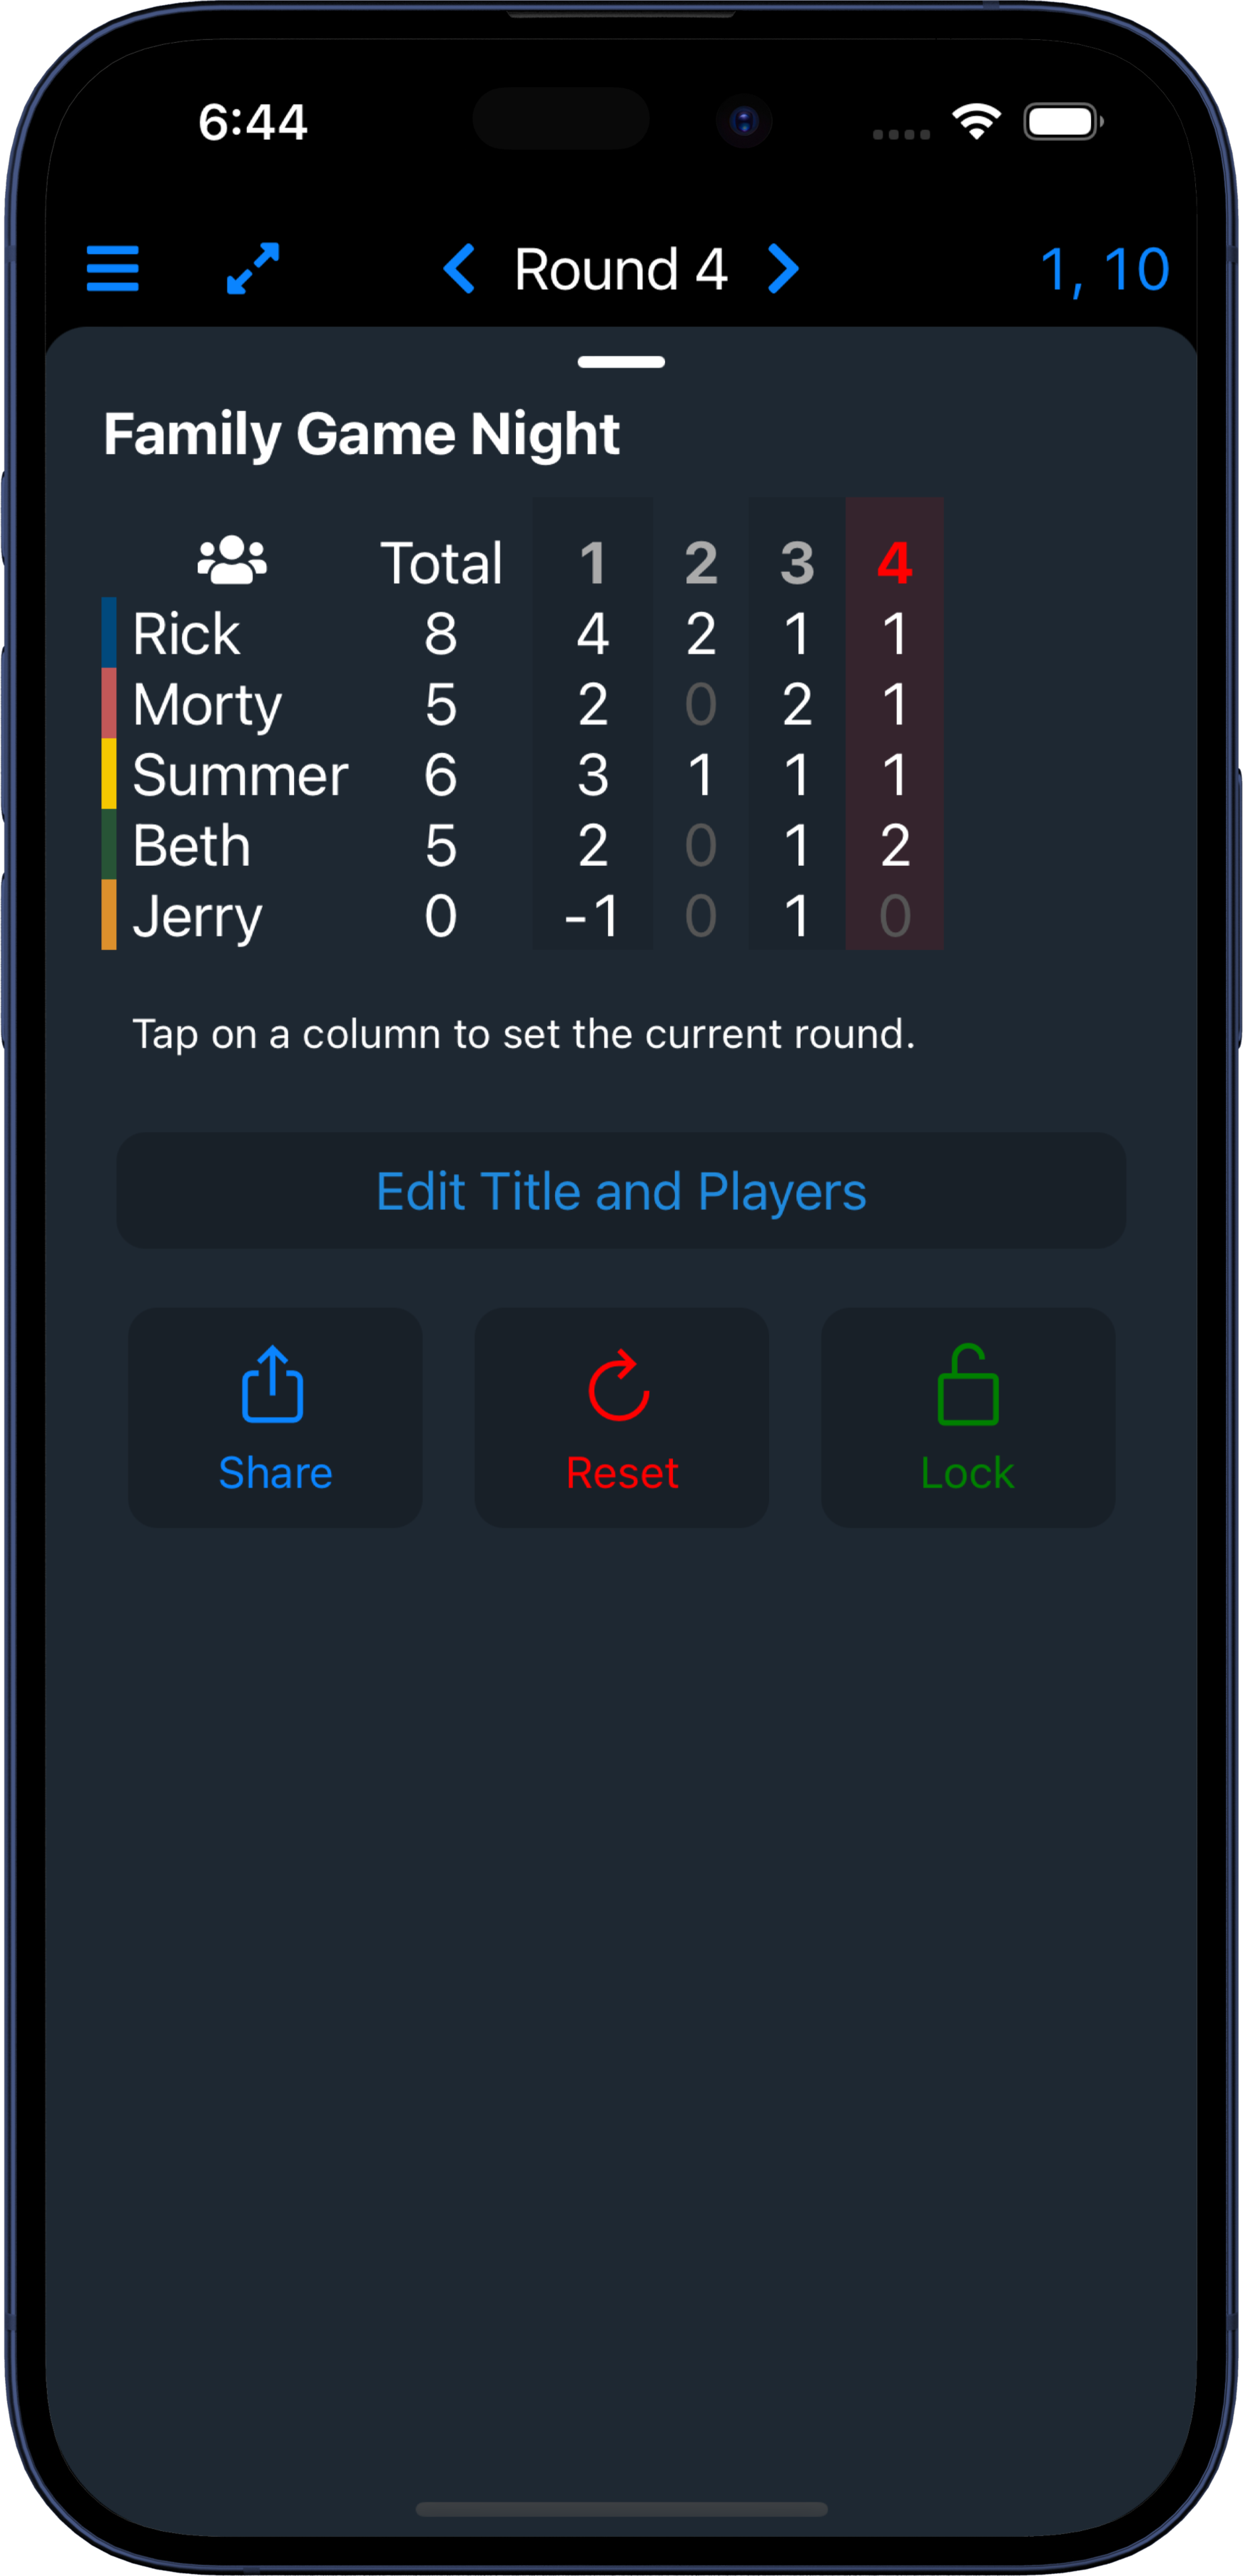 6:44
Round 4
1, 10
Family Game Night
Total 1 2 3 4
Rick 8 4 2 1 1
Morty 5 2 0 2 1
Summer 6 3 1 1 1
Beth 5 2 0 1 2
Jerry 0 -1 0 1 0
Tap on a column to set the current round.
Edit Title and Players
Share Reset Lock